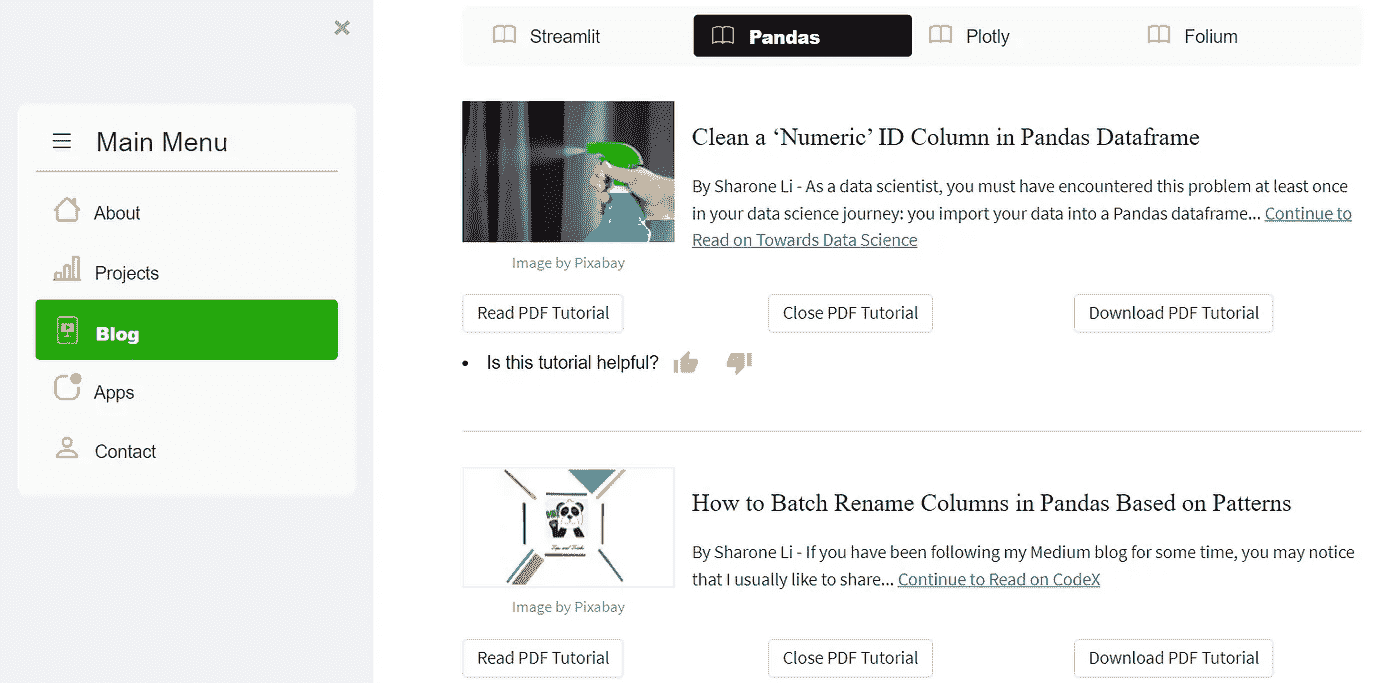 Streamlit
Pandas
Plotly
Folium
Main Menu
About
Projects
Blog
Apps
Contact
Clean a ‘Numeric’ ID Column in Pandas Dataframe
By Sharone Li - As a data scientist, you must have encountered this problem at least once
in your data science journey: you import your data into a Pandas dataframe... Continue to
Read on Towards Data Science
Image by Pixabay
Read PDF Tutorial
Close PDF Tutorial
Download PDF Tutorial
• Is this tutorial helpful?
How to Batch Rename Columns in Pandas Based on Patterns
By Sharone Li - If you have been following my Medium blog for some time, you may notice
that I usually like to share... Continue to Read on CodeX
Tips and Tricks
Image by Pixabay
Read PDF Tutorial
Close PDF Tutorial
Download PDF Tutorial